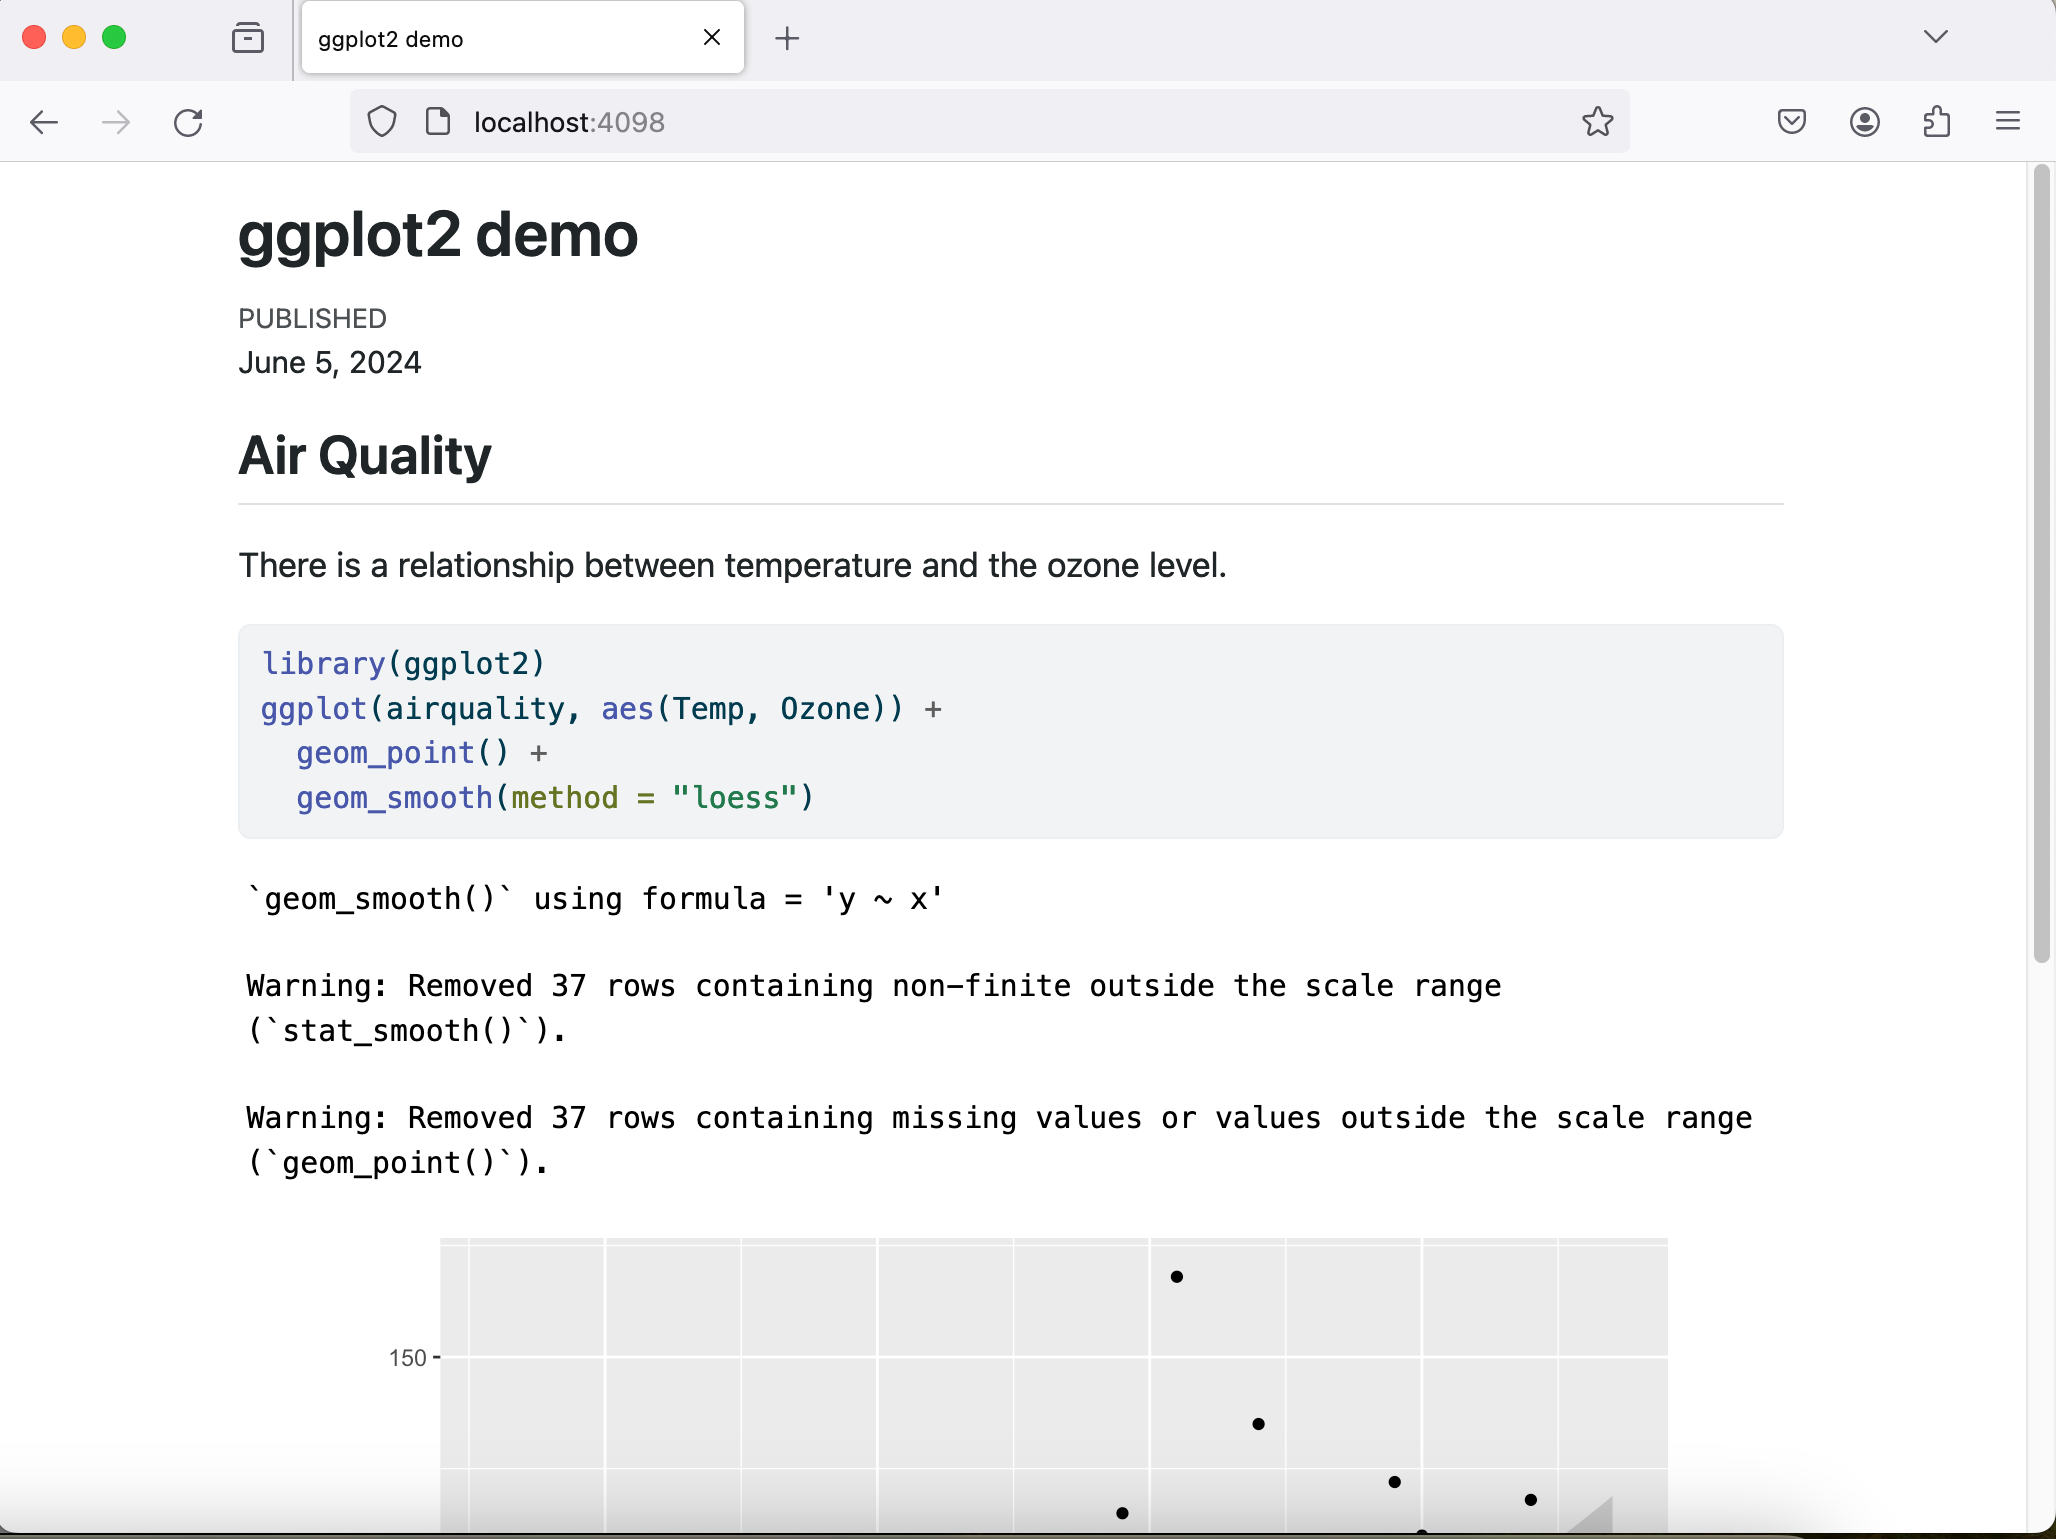 ggplot2 demo
localhost:4098
ggplot2 demo
PUBLISHED
June 5, 2024
Air Quality
There is a relationship between temperature and the ozone level.
library(ggplot2)
ggplot(airquality, aes(Temp, Ozone)) +
  geom_point() +
  geom_smooth(method = "loess")
`geom_smooth()` using formula = 'y ~ x'
Warning: Removed 37 rows containing non-finite outside the scale range
(`stat_smooth()`).
Warning: Removed 37 rows containing missing values or values outside the scale range
(`geom_point()`).
150